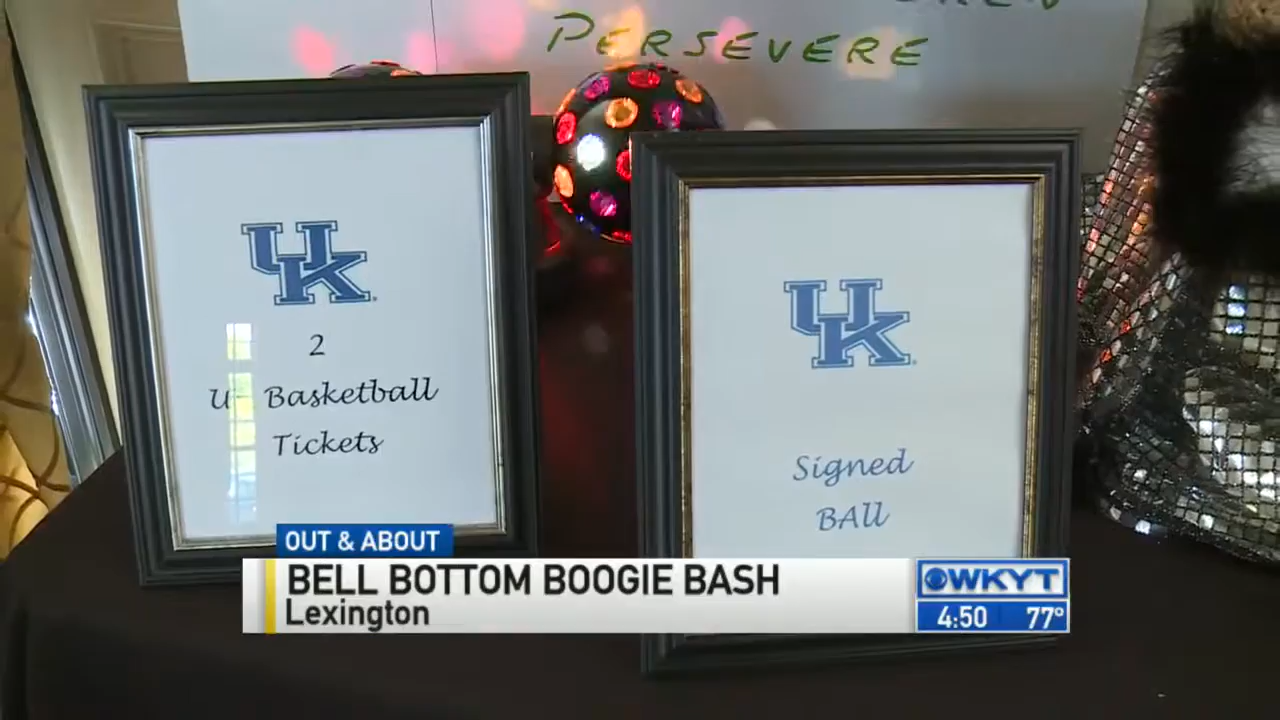 PERSEVERE
UK
2
Basketball
Tickets
UK
Signed
BAll
OUT & ABOUT
BELL BOTTOM BOOGIE BASH
Lexington
WKYT
4:50 77°